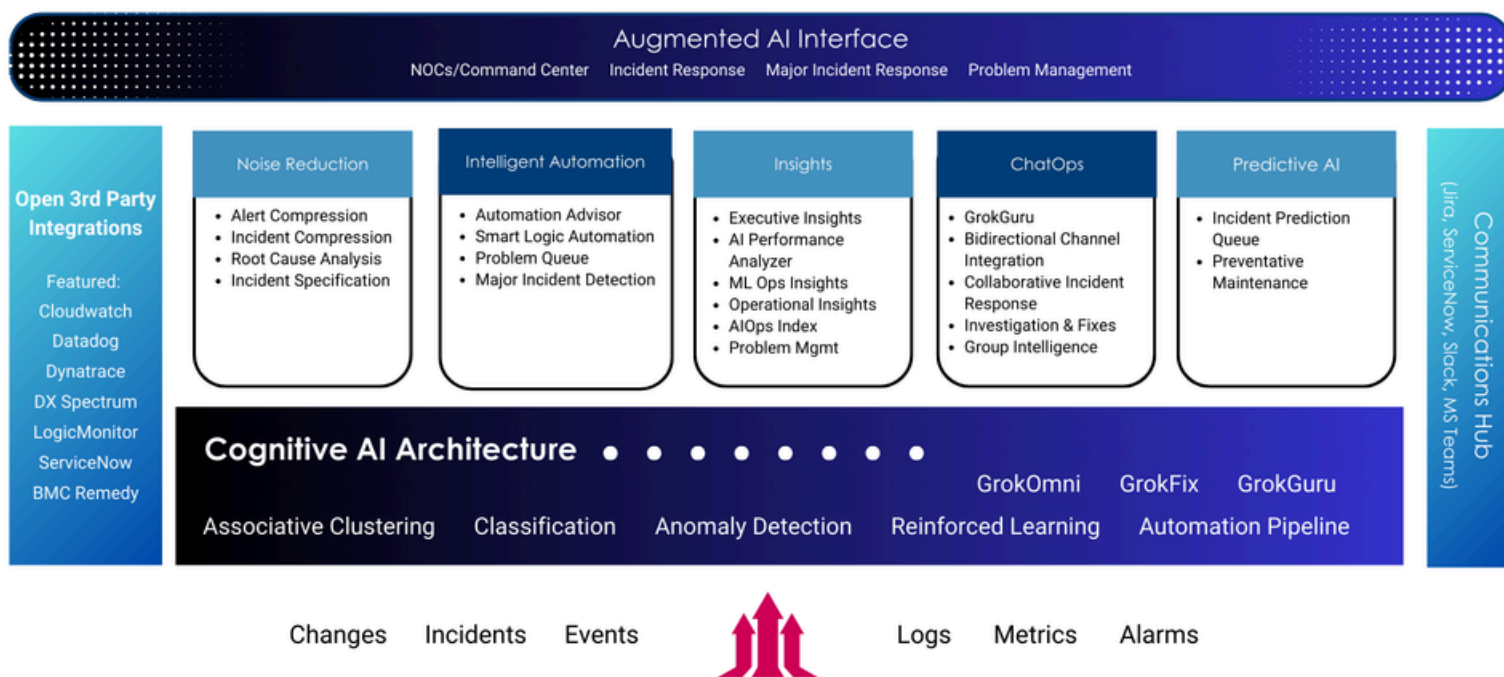 Augmented AI Interface
NOCs/Command Center Incident Response Major Incident Response Problem Management
Open 3rd Party
Integrations
Featured:
Cloudwatch
Datadog
Dynatrace
DX Spectrum
LogicMonitor
ServiceNow
BMC Remedy
Noise Reduction
• Alert Compression
• Incident Compression
• Root Cause Analysis
• Incident Specification
Intelligent Automation
• Automation Advisor
• Smart Logic Automation
• Problem Queue
• Major Incident Detection
Insights
• Executive Insights
• AI Performance
Analyzer
• ML Ops Insights
• Operational Insights
• AIOps Index
• Problem Mgmt
ChatOps
• GrokGuru
• Bidirectional Channel
Integration
• Collaborative Incident
Response
• Investigation & Fixes
• Group Intelligence
Predictive AI
• Incident Prediction
Queue
• Preventative
Maintenance
Communications Hub
(Jira, ServiceNow, Slack, MS Teams)
Cognitive AI Architecture
GrokOmni GrokFix GrokGuru
Associative Clustering Classification Anomaly Detection Reinforced Learning Automation Pipeline
Changes Incidents Events Logs Metrics Alarms